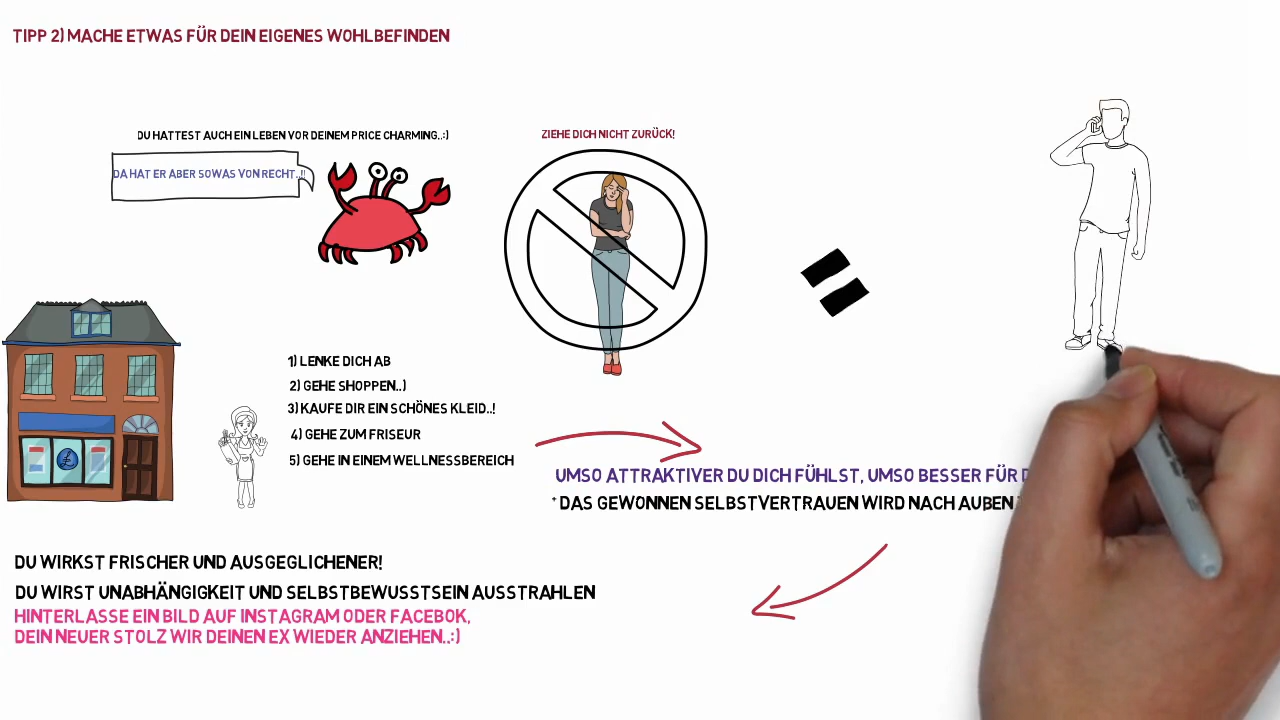 TIPP 2) MACHE ETWAS FÜR DEIN EIGENES WOHLBEFINDEN
DU HATTEST AUCH EIN LEBEN VOR DEINEM PRICE CHARMING..:)
ZIEHE DICH NICHT ZURÜCK!
DA HAT ER ABER SOWAS VON RECHT..!!
1) LENKE DICH AB
2) GEHE SHOPPEN..)
3) KAUFE DIR EIN SCHÖNES KLEID..!
4) GEHE ZUM FRISEUR
5) GEHE IN EINEM WELLNESSBEREICH
UMSO ATTRAKTIVER DU DICH FÜHLST, UMSO BESSER FÜR
* DAS GEWONNEN SELBSTVERTRAUEN WIRD NACH AUßEN
DU WIRKST FRISCHER UND AUSGEGLICHENER!
DU WIRST UNABHÄNGIGKEIT UND SELBSTBEWUSSTSEIN AUSSTRAHLEN
HINTERLASSE EIN BILD AUF INSTAGRAM ODER FACEBOK,
DEIN NEUER STOLZ WIR DEINEN EX WIEDER ANZIEHEN..:)